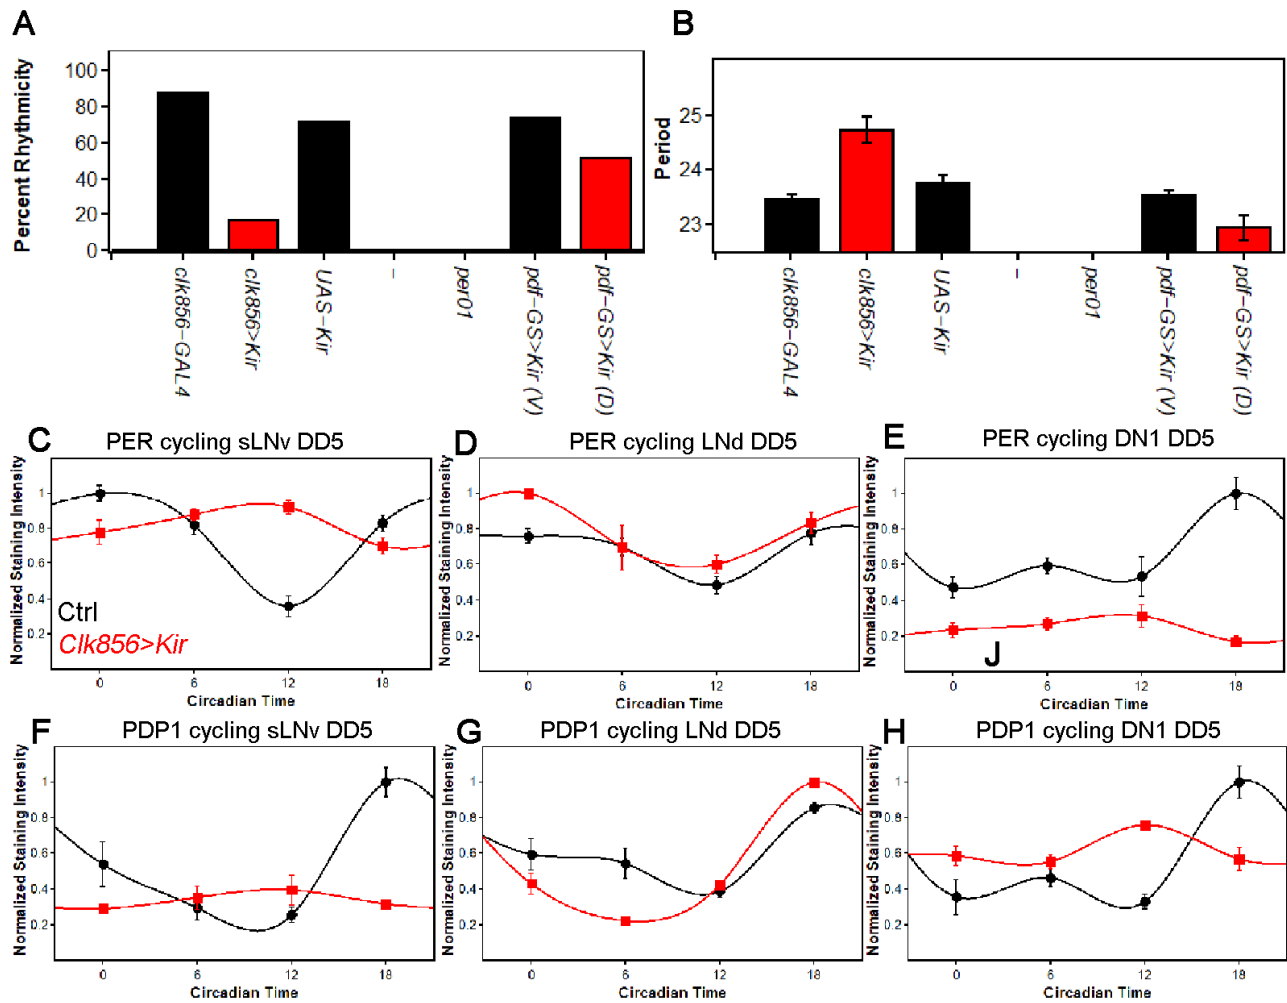 A
Percent Rhythmicity
100
80
60
40
20
0
clk856-GAL4
clk856>Kir
UAS-Kir
-
per01
pdf-GS>Kir (V)
pdf-GS>Kir (D)
B
Period
25
24
23
clk856-GAL4
clk856>Kir
UAS-Kir
-
per01
pdf-GS>Kir (V)
pdf-GS>Kir (D)
C
PER cycling sLNv DD5
Normalized Staining Intensity
1
0.8
0.6
0.4
0.2
Ctrl
Clk856>Kir
0 6 12 18
Circadian Time
D
PER cycling LNd DD5
Normalized Staining Intensity
1
0.8
0.6
0.4
0.2
0 6 12 18
Circadian Time
E
PER cycling DN1 DD5
Normalized Staining Intensity
1
0.8
0.6
0.4
0.2
J
0 6 12 18
Circadian Time
F
PDP1 cycling sLNv DD5
Normalized Staining Intensity
1
0.8
0.6
0.4
0.2
0 6 12 18
Circadian Time
G
PDP1 cycling LNd DD5
Normalized Staining Intensity
1
0.8
0.6
0.4
0.2
0 6 12 18
Circadian Time
H
PDP1 cycling DN1 DD5
Normalized Staining Intensity
1
0.8
0.6
0.4
0.2
0 6 12 18
Circadian Time